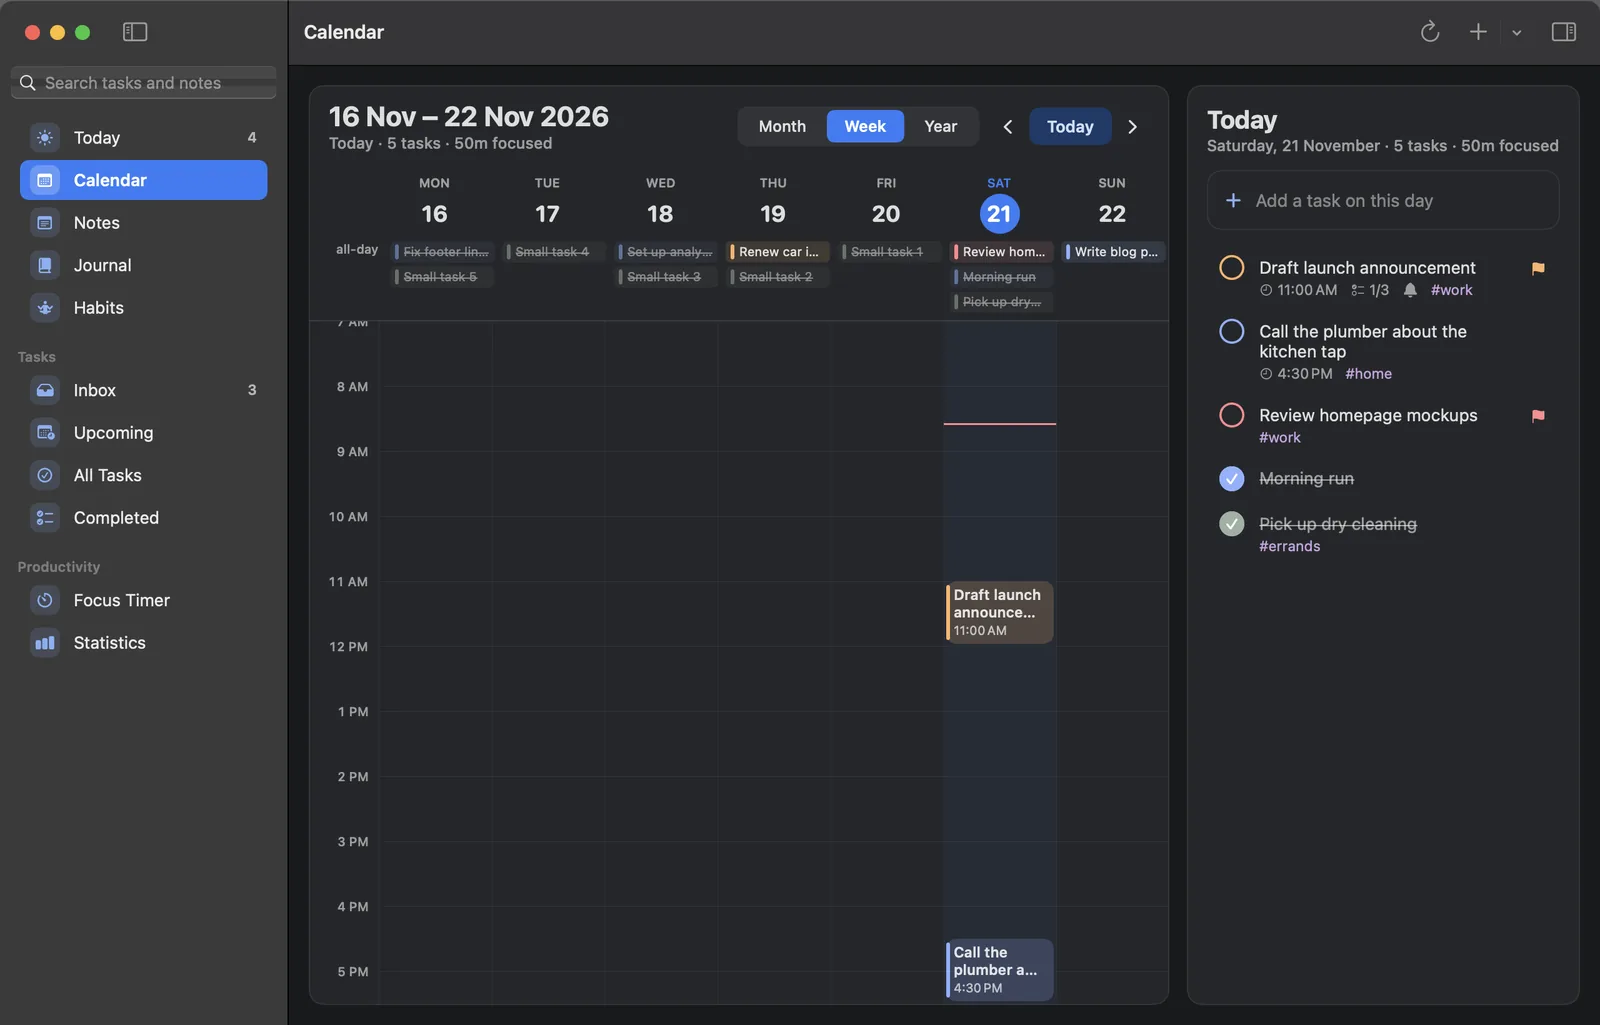 Calendar
Search tasks and notes
Today 4
Calendar
Notes
Journal
Habits
Tasks
Inbox 3
Upcoming
All Tasks
Completed
Productivity
Focus Timer
Statistics
16 Nov – 22 Nov 2026
Today · 5 tasks · 50m focused
Month Week Year Today
MON TUE WED THU FRI SAT SUN
16 17 18 19 20 21 22
all-day Fix footer lin... Small task 4 Set up analy... Renew car i... Small task 1 Review hom... Write blog p...
Small task 5 Small task 3 Small task 2 Morning run
Pick up dry...
7 AM
8 AM
9 AM
10 AM
11 AM
Draft launch
announce...
11:00 AM
12 PM
1 PM
2 PM
3 PM
4 PM
Call the
plumber a...
5 PM
4:30 PM
Today
Saturday, 21 November · 5 tasks · 50m focused
Add a task on this day
Draft launch announcement
11:00 AM 1/3 #work
Call the plumber about the
kitchen tap
4:30 PM #home
Review homepage mockups
#work
Morning run
Pick up dry cleaning
#errands